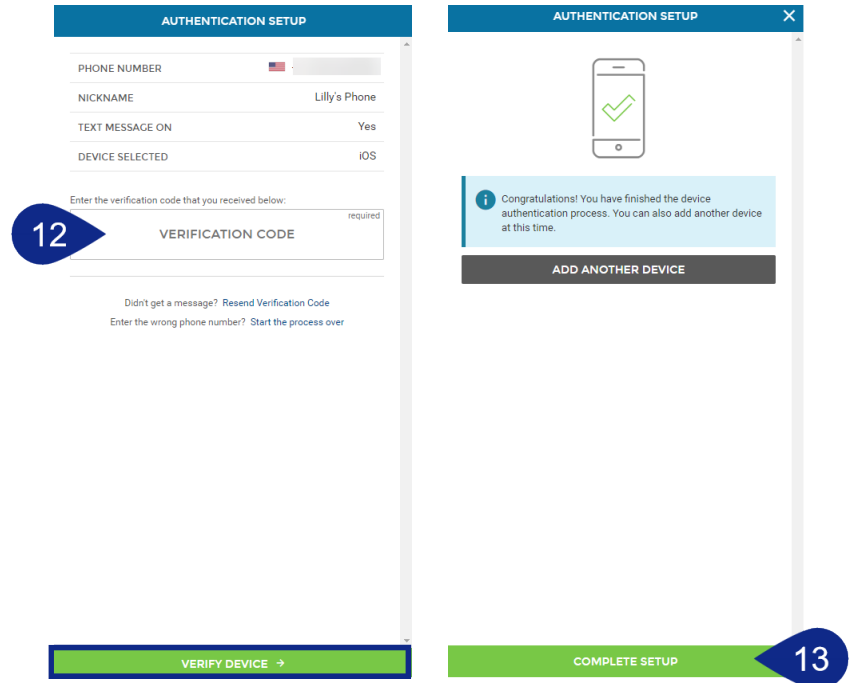 AUTHENTICATION SETUP
PHONE NUMBER
NICKNAME Lilly's Phone
TEXT MESSAGE ON Yes
DEVICE SELECTED iOS
Enter the verification code that you received below:
required
12
VERIFICATION CODE
Didn't get a message? Resend Verification Code
Enter the wrong phone number? Start the process over
VERIFY DEVICE →
AUTHENTICATION SETUP
Congratulations! You have finished the device
authentication process. You can also add another device
at this time.
ADD ANOTHER DEVICE
COMPLETE SETUP
13